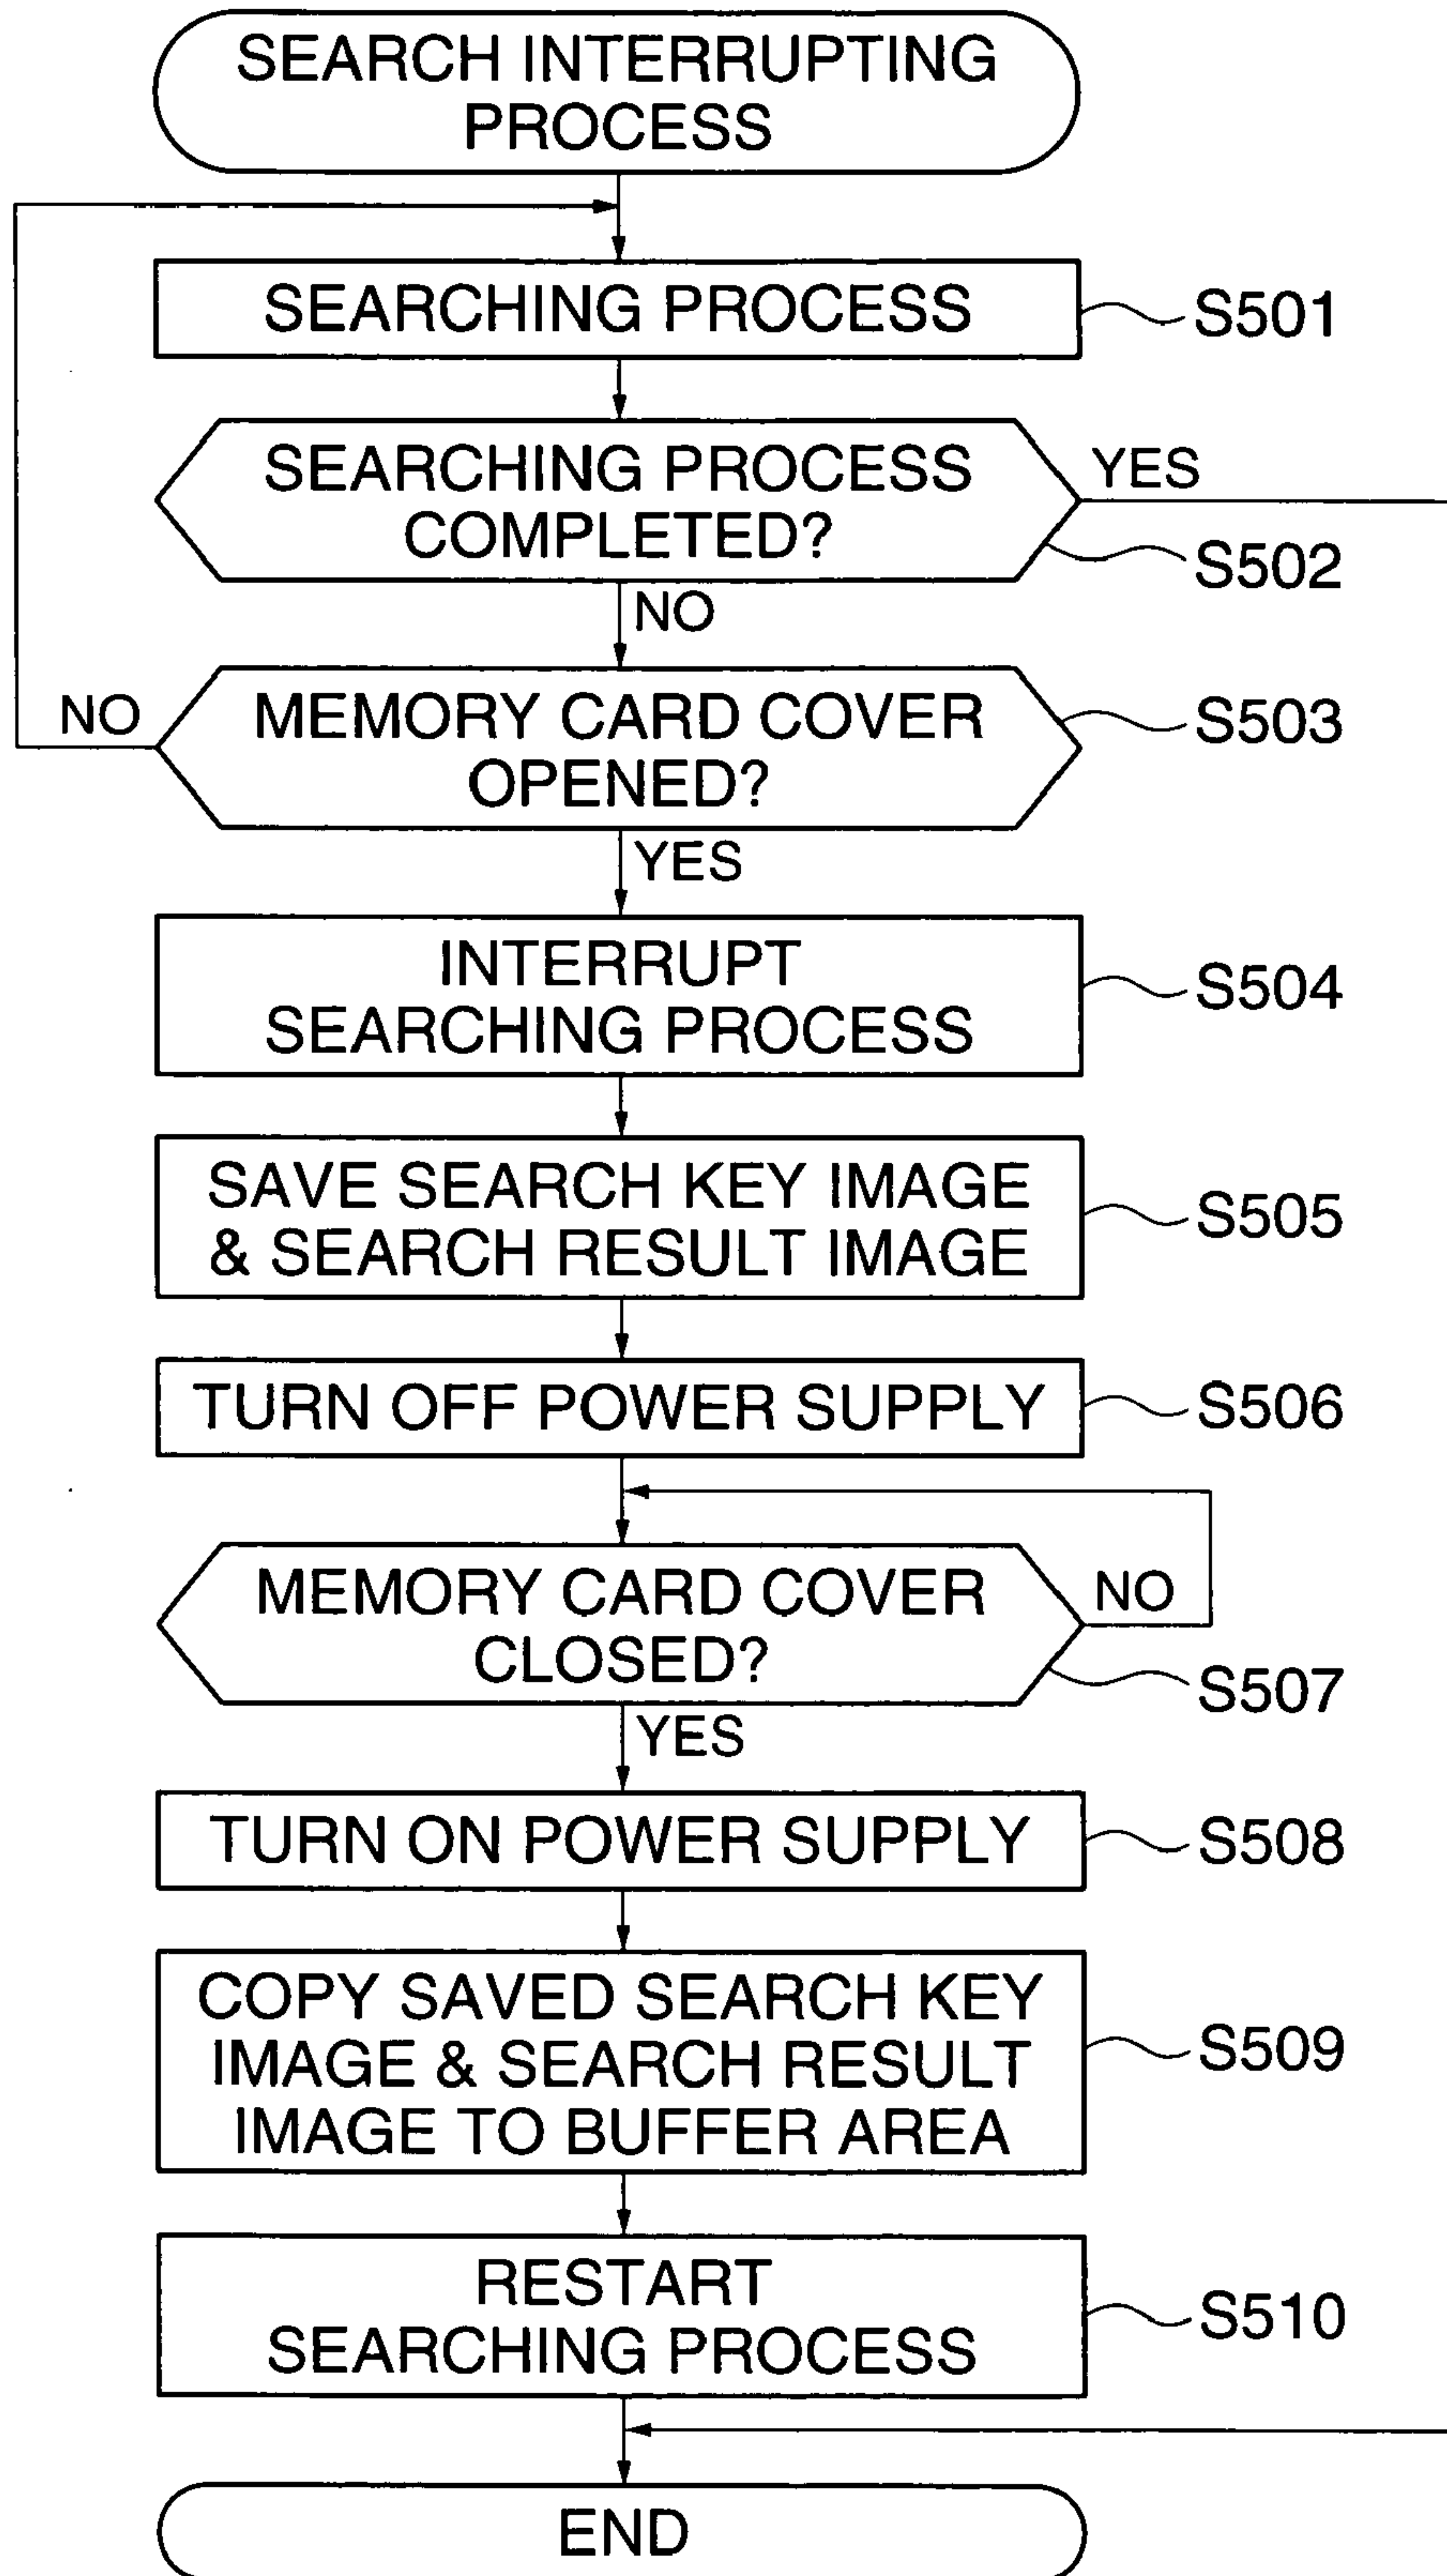 SEARCH INTERRUPTING
PROCESS
SEARCHING PROCESS
S501
SEARCHING PROCESS
COMPLETED?
YES
S502
NO
MEMORY CARD COVER
OPENED?
NO
S503
YES
INTERRUPT
SEARCHING PROCESS
S504
SAVE SEARCH KEY IMAGE
& SEARCH RESULT IMAGE
S505
TURN OFF POWER SUPPLY
S506
MEMORY CARD COVER
CLOSED?
NO
S507
YES
TURN ON POWER SUPPLY
S508
COPY SAVED SEARCH KEY
IMAGE & SEARCH RESULT
IMAGE TO BUFFER AREA
S509
RESTART
SEARCHING PROCESS
S510
END